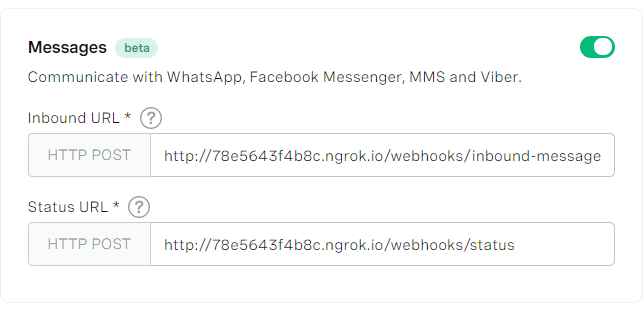 Messages beta
Communicate with WhatsApp, Facebook Messenger, MMS and Viber.
Inbound URL * ?
HTTP POST http://78e5643f4b8c.ngrok.io/webhooks/inbound-message
Status URL * ?
HTTP POST http://78e5643f4b8c.ngrok.io/webhooks/status